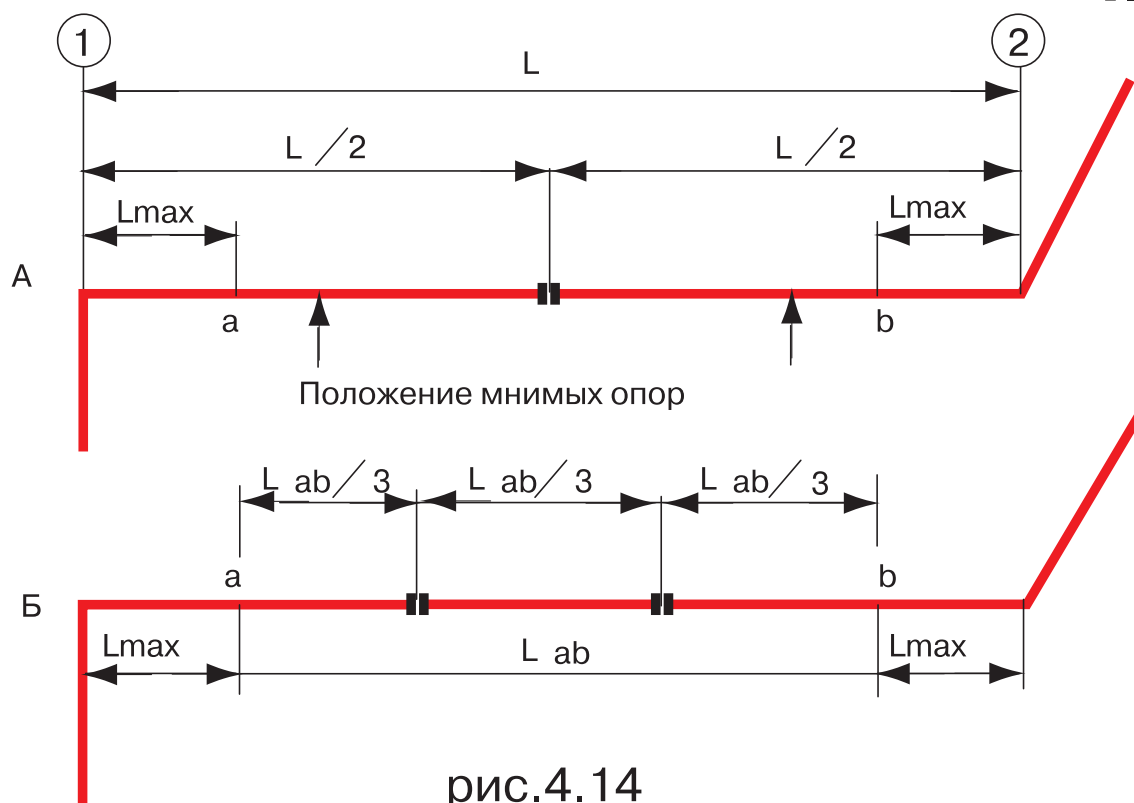 1 2
L
L/2 L/2
Lmax Lmax
А
a b
Положение мнимых опор
L ab/3 L ab/3 L ab/3
a b
Б
Lmax L ab Lmax
рис.4.14